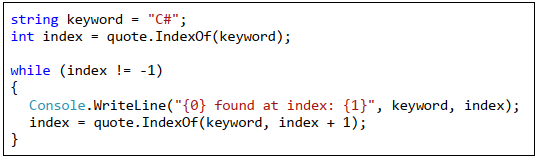 string keyword = "C#";
int index = quote.IndexOf(keyword);

while (index != -1)
{
  Console.WriteLine("{0} found at index: {1}", keyword, index);
  index = quote.IndexOf(keyword, index + 1);
}